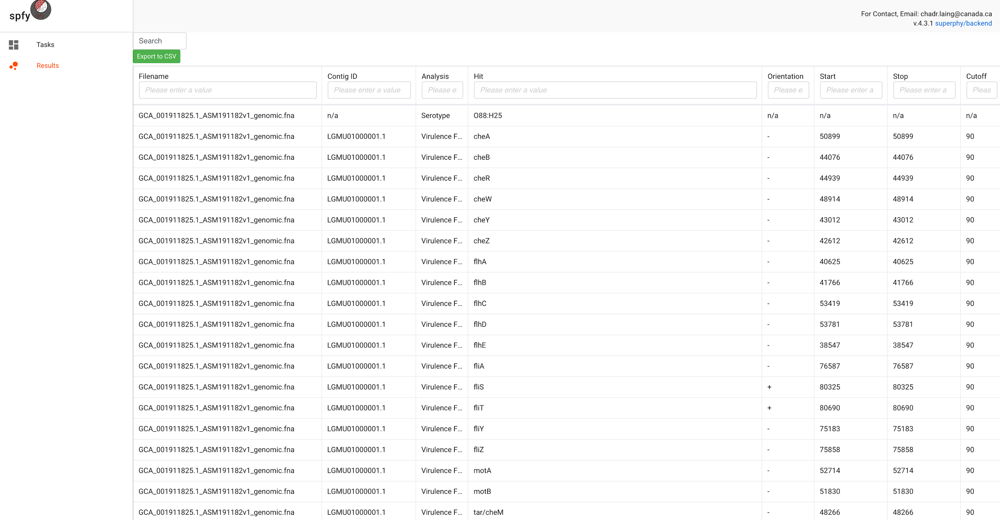 spfy
For Contact, Email: chadr.laing@canada.ca
v.4.3.1 superphy/backend
Tasks
Results
Search
Export to CSV
Filename Contig ID Analysis Hit Orientation Start Stop Cutoff
Please enter a value Please enter a value Please e Please enter a value Please e Please enter a Please enter a Pleas
GCA_001911825.1_ASM191182v1_genomic.fna n/a Serotype O88:H25 n/a n/a n/a n/a
GCA_001911825.1_ASM191182v1_genomic.fna LGMU01000001.1 Virulence F... cheA - 50899 50899 90
GCA_001911825.1_ASM191182v1_genomic.fna LGMU01000001.1 Virulence F... cheB - 44076 44076 90
GCA_001911825.1_ASM191182v1_genomic.fna LGMU01000001.1 Virulence F... cheR - 44939 44939 90
GCA_001911825.1_ASM191182v1_genomic.fna LGMU01000001.1 Virulence F... cheW - 48914 48914 90
GCA_001911825.1_ASM191182v1_genomic.fna LGMU01000001.1 Virulence F... cheY - 43012 43012 90
GCA_001911825.1_ASM191182v1_genomic.fna LGMU01000001.1 Virulence F... cheZ - 42612 42612 90
GCA_001911825.1_ASM191182v1_genomic.fna LGMU01000001.1 Virulence F... flhA - 40625 40625 90
GCA_001911825.1_ASM191182v1_genomic.fna LGMU01000001.1 Virulence F... flhB - 41766 41766 90
GCA_001911825.1_ASM191182v1_genomic.fna LGMU01000001.1 Virulence F... flhC - 53419 53419 90
GCA_001911825.1_ASM191182v1_genomic.fna LGMU01000001.1 Virulence F... flhD - 53781 53781 90
GCA_001911825.1_ASM191182v1_genomic.fna LGMU01000001.1 Virulence F... flhE - 38547 38547 90
GCA_001911825.1_ASM191182v1_genomic.fna LGMU01000001.1 Virulence F... fliA - 76587 76587 90
GCA_001911825.1_ASM191182v1_genomic.fna LGMU01000001.1 Virulence F... fliS + 80325 80325 90
GCA_001911825.1_ASM191182v1_genomic.fna LGMU01000001.1 Virulence F... fliT + 80690 80690 90
GCA_001911825.1_ASM191182v1_genomic.fna LGMU01000001.1 Virulence F... fliY - 75183 75183 90
GCA_001911825.1_ASM191182v1_genomic.fna LGMU01000001.1 Virulence F... fliZ - 75858 75858 90
GCA_001911825.1_ASM191182v1_genomic.fna LGMU01000001.1 Virulence F... motA - 52714 52714 90
GCA_001911825.1_ASM191182v1_genomic.fna LGMU01000001.1 Virulence F... motB - 51830 51830 90
GCA_001911825.1_ASM191182v1_genomic.fna LGMU01000001.1 Virulence F... tar/cheM - 48266 48266 90